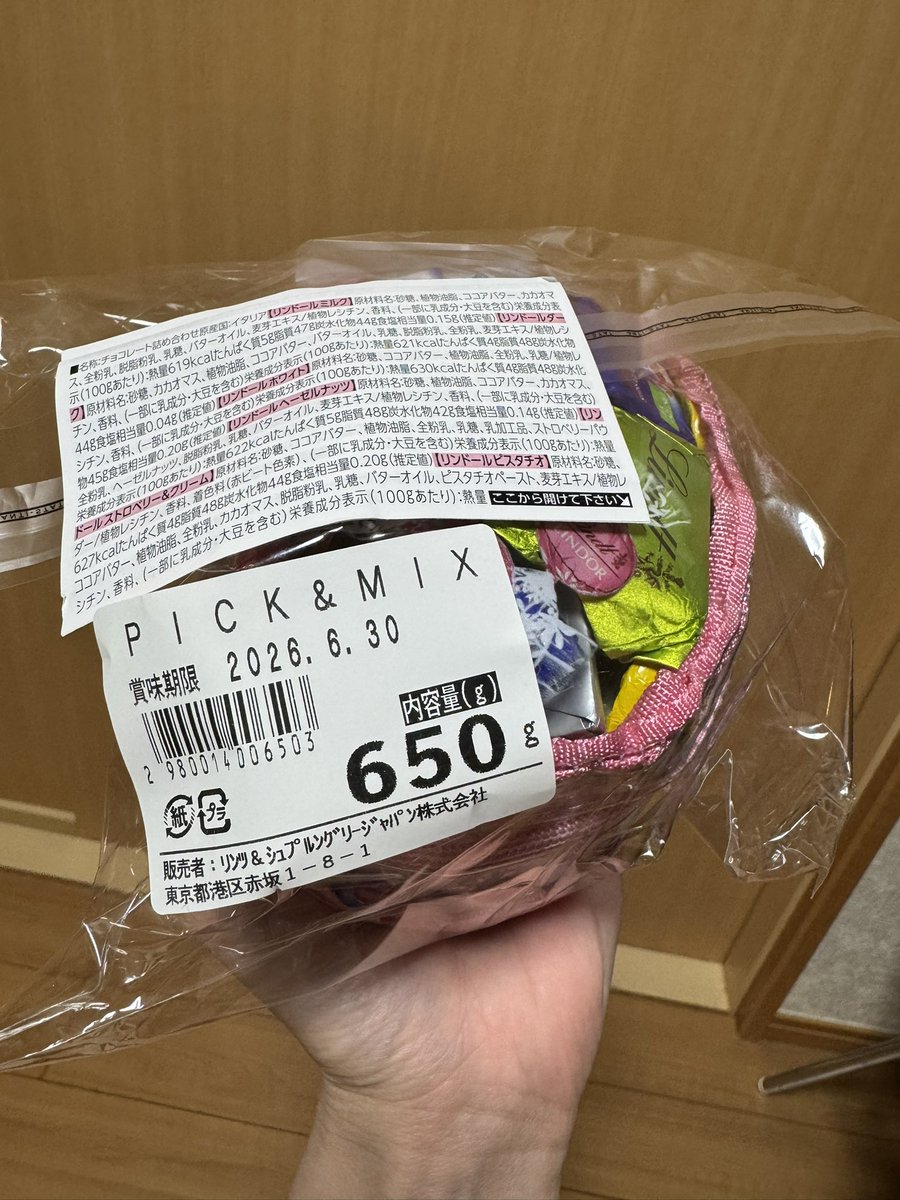 ■名称:チョコレート詰め合わせ原産国:イタリア【リンドール ミルク】原材料名:砂糖、植物油脂、ココアバター、カカオマ
ス、全粉乳、脱脂粉乳、乳糖、バターオイル、麦芽エキス/植物レシチン、香料、(一部に乳成分・大豆を含む)栄養成分表示
(100gあたり):熱量619kcalたんぱく質5g脂質47g炭水化物44g食塩相当量0.15g(推定値)【リンドールダー
ク】原材料名:砂糖、カカオマス、植物油脂、ココアバター、バターオイル、乳糖、脱脂粉乳、全粉乳、麦芽エキス/植物レシ
チン、香料、(一部に乳成分・大豆を含む)栄養成分表示(100gあたり):熱量621kcalたんぱく質4g脂質48g炭水化物
44g食塩相当量0.04g(推定値)【リンドールホワイト】原材料名:砂糖、ココアバター、植物油脂、全粉乳、乳糖/植物レ
シチン、香料、(一部に乳成分・大豆を含む)栄養成分表示(100gあたり):熱量630kcalたんぱく質4g脂質48g炭水化
物45g食塩相当量0.20g(推定値)【リンドールヘーゼルナッツ】原材料名:砂糖、植物油脂、ココアバター、カカオマス、
全粉乳、ヘーゼルナッツ、脱脂粉乳、乳糖、バターオイル、麦芽エキス/植物レシチン、香料、(一部に乳成分・大豆を含む)
栄養成分表示(100gあたり):熱量622kcalたんぱく質5g脂質48g炭水化物42g食塩相当量0.14g(推定値)【リン
ドール ストロベリー&クリーム】原材料名:砂糖、ココアバター、植物油脂、全粉乳、乳糖、乳加工品、ストロベリーパウ
ダー/植物レシチン、香料、着色料(赤ビート色素)、(一部に乳成分・大豆を含む)栄養成分表示(100gあたり):熱量
627kcalたんぱく質4g脂質48g炭水化物44g食塩相当量0.20g(推定値)【リンドールピスタチオ】原材料名:砂糖、
ココアバター、植物油脂、全粉乳、カカオマス、脱脂粉乳、乳糖、バターオイル、ピスタチオペースト、麦芽エキス/植物レ
シチン、香料、(一部に乳成分・大豆を含む)栄養成分表示(100gあたり):熱量 ここから開けて下さい
Lindt
Lindt
LINDOR
PICK&MIX
賞味期限 2026.6.30
2 980014006503
内容量(g)
650g
紙 プラ
販売者：リンツ&シュプルングリージャパン株式会社
東京都港区赤坂1-8-1